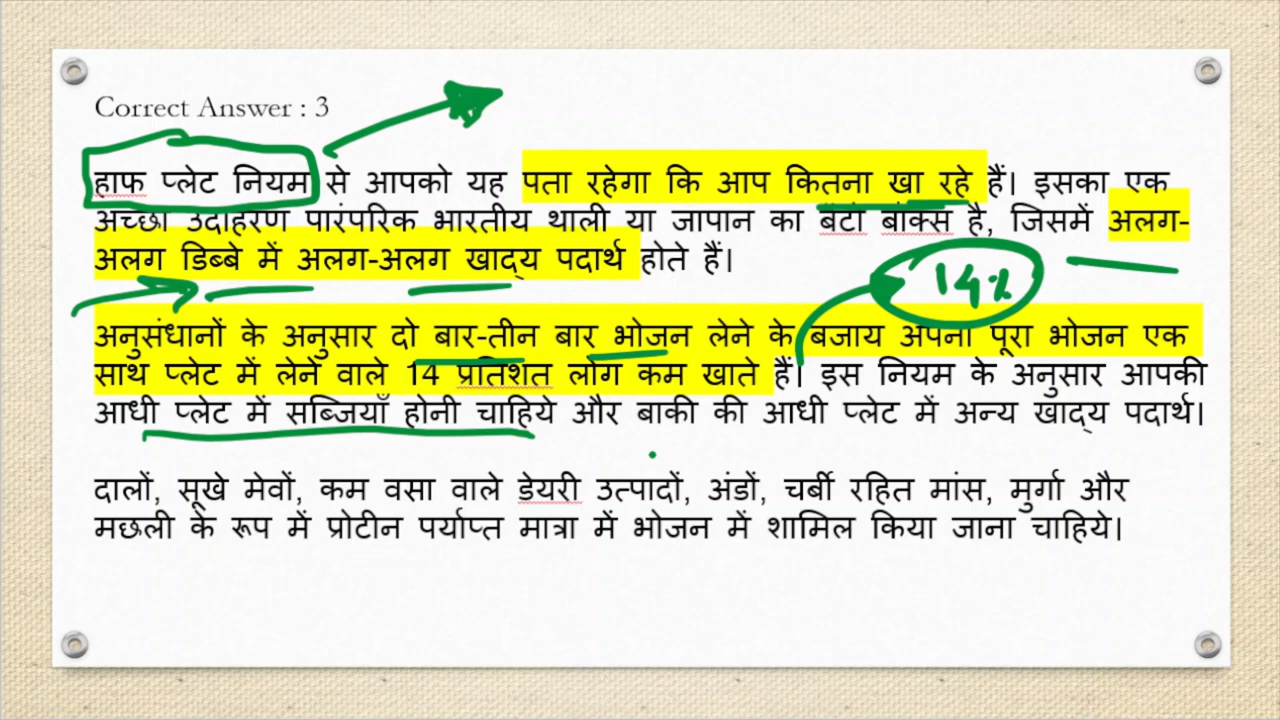 Correct Answer : 3
हाफ प्लेट नियम से आपको यह पता रहेगा कि आप कितना खा रहे हैं। इसका एक
अच्छा उदाहरण पारंपरिक भारतीय थाली या जापान का बेंटो बॉक्स है, जिसमें अलग-
अलग डिब्बे में अलग-अलग खाद्य पदार्थ होते हैं।
14%
अनुसंधानों के अनुसार दो बार-तीन बार भोजन लेने के बजाय अपना पूरा भोजन एक
साथ प्लेट में लेने वाले 14 प्रतिशत लोग कम खाते हैं। इस नियम के अनुसार आपकी
आधी प्लेट में सब्जियाँ होनी चाहिये और बाकी की आधी प्लेट में अन्य खाद्य पदार्थ।
दालों, सूखे मेवों, कम वसा वाले डेयरी उत्पादों, अंडों, चर्बी रहित मांस, मुर्गा और
मछली के रूप में प्रोटीन पर्याप्त मात्रा में भोजन में शामिल किया जाना चाहिये।